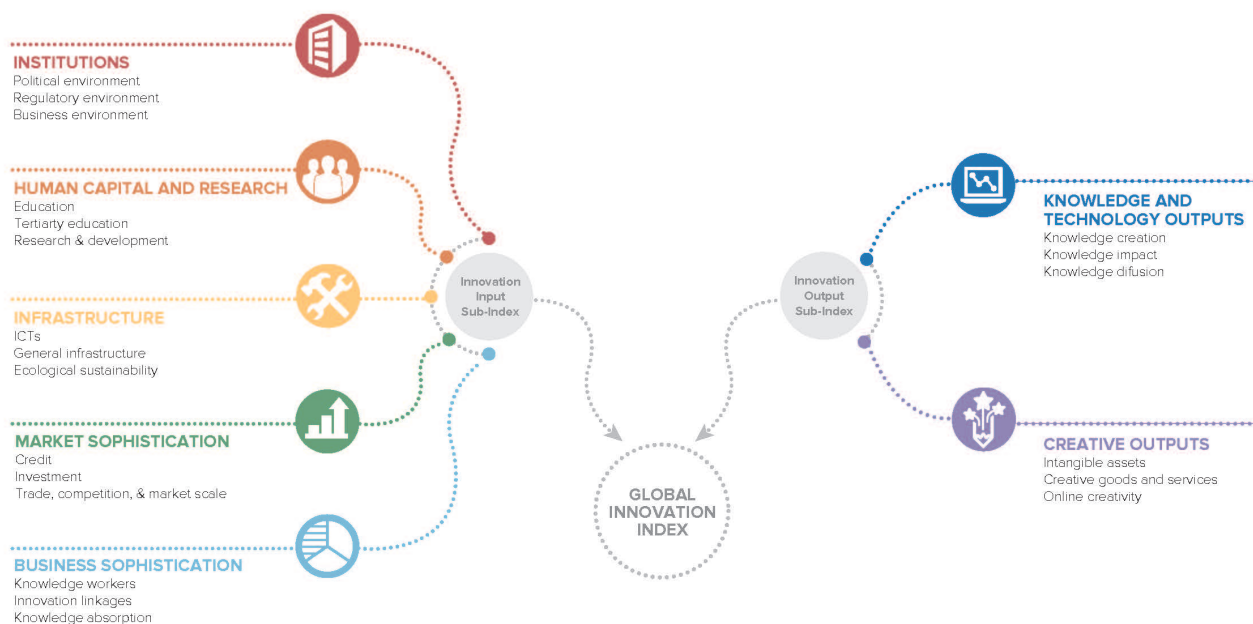 INSTITUTIONS
Political environment
Regulatory environment
Business environment
HUMAN CAPITAL AND RESEARCH
Education
Tertiarty education
Research & development
INFRASTRUCTURE
ICTs
General infrastructure
Ecological sustainability
MARKET SOPHISTICATION
Credit
Investment
Trade, competition, & market scale
BUSINESS SOPHISTICATION
Knowledge workers
Innovation linkages
Knowledge absorption
Innovation
Input
Sub-Index
GLOBAL
INNOVATION
INDEX
Innovation
Output
Sub-Index
KNOWLEDGE AND
TECHNOLOGY OUTPUTS
Knowledge creation
Knowledge impact
Knowledge difusion
CREATIVE OUTPUTS
Intangible assets
Creative goods and services
Online creativity